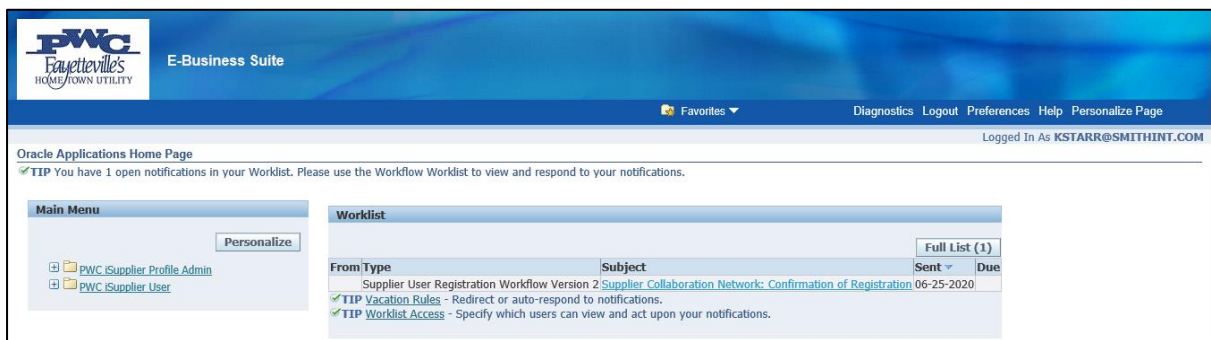 PWC
Fayetteville's
HOMETOWN UTILITY
E-Business Suite
Favorites
Diagnostics Logout Preferences Help Personalize Page
Logged In As KSTARR@SMITHINT.COM
Oracle Applications Home Page
TIP You have 1 open notifications in your Worklist. Please use the Workflow Worklist to view and respond to your notifications.
Main Menu
Personalize
PWC iSupplier Profile Admin
PWC iSupplier User
Worklist
Full List (1)
From Type Subject Sent Due
Supplier User Registration Workflow Version 2 Supplier Collaboration Network: Confirmation of Registration 06-25-2020
TIP Vacation Rules - Redirect or auto-respond to notifications.
TIP Worklist Access - Specify which users can view and act upon your notifications.